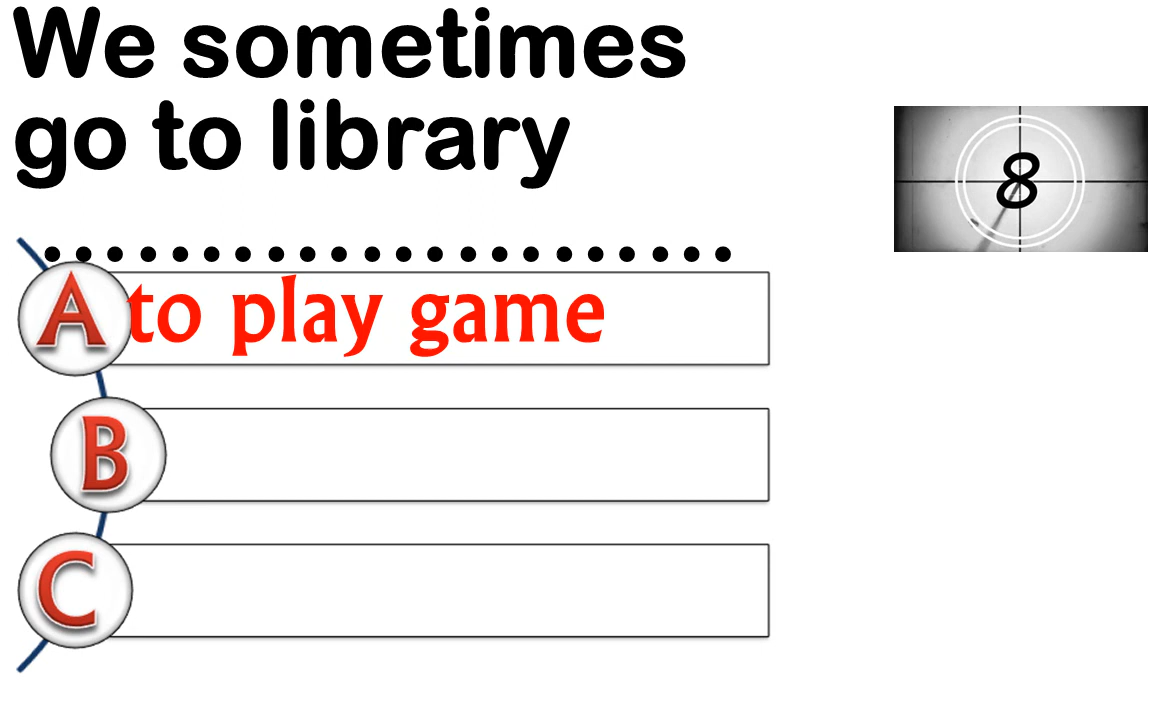 We sometimes
go to library
.......................
A to play game
B
C
8